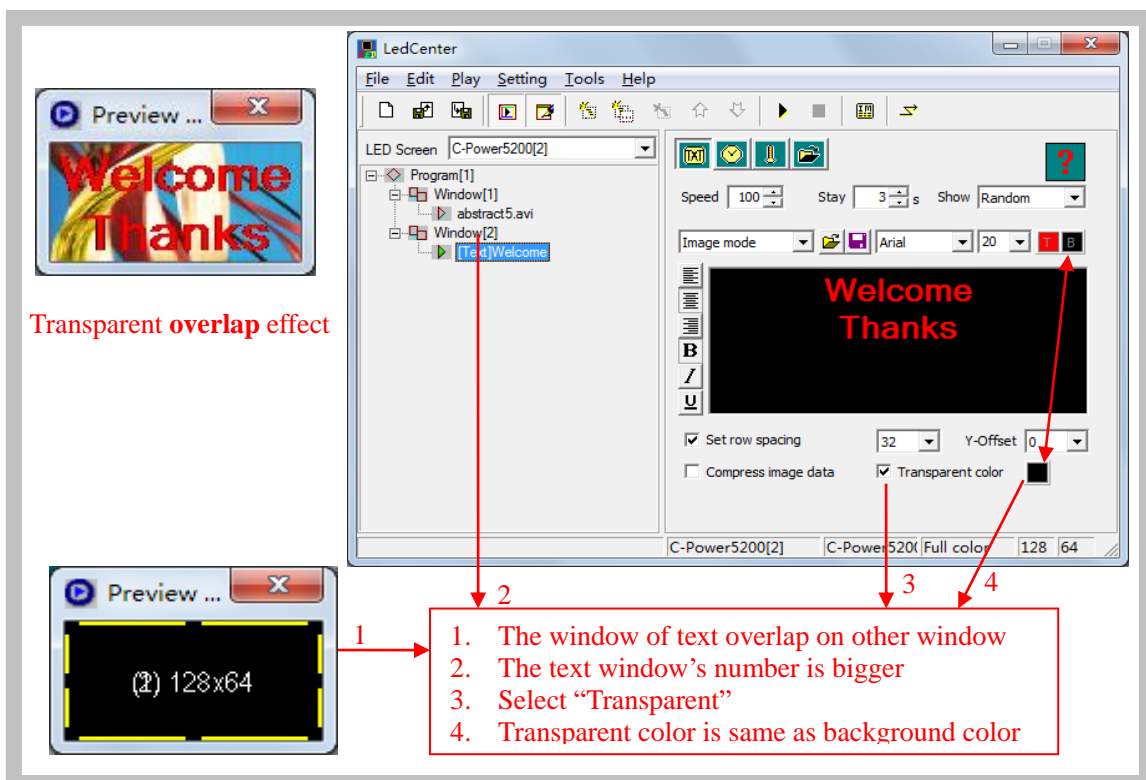 LedCenter
File Edit Play Setting Tools Help
LED Screen C-Power5200[2]
Program[1]
Window[1]
abstract5.avi
Window[2]
[Text]Welcome
TXT
?
Speed 100 Stay 3 s Show Random
Image mode Arial 20 T B
Welcome
Thanks
B
I
U
Set row spacing 32 Y-Offset 0
Compress image data Transparent color
C-Power5200[2] C-Power520( Full color 128 64
Preview ...
Welcome
Thanks
Transparent overlap effect
Preview ...
128x64
1
2
3
4
1. The window of text overlap on other window
2. The text window's number is bigger
3. Select “Transparent”
4. Transparent color is same as background color